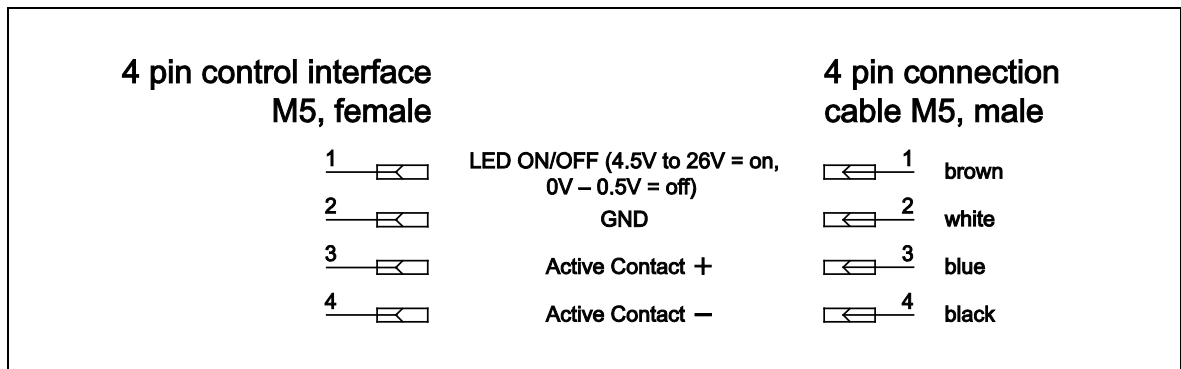 4 pin control interface
M5, female
4 pin connection
cable M5, male
1
LED ON/OFF (4.5V to 26V = on,
0V – 0.5V = off)
1
brown
2
GND
2
white
3
Active Contact +
3
blue
4
Active Contact −
4
black